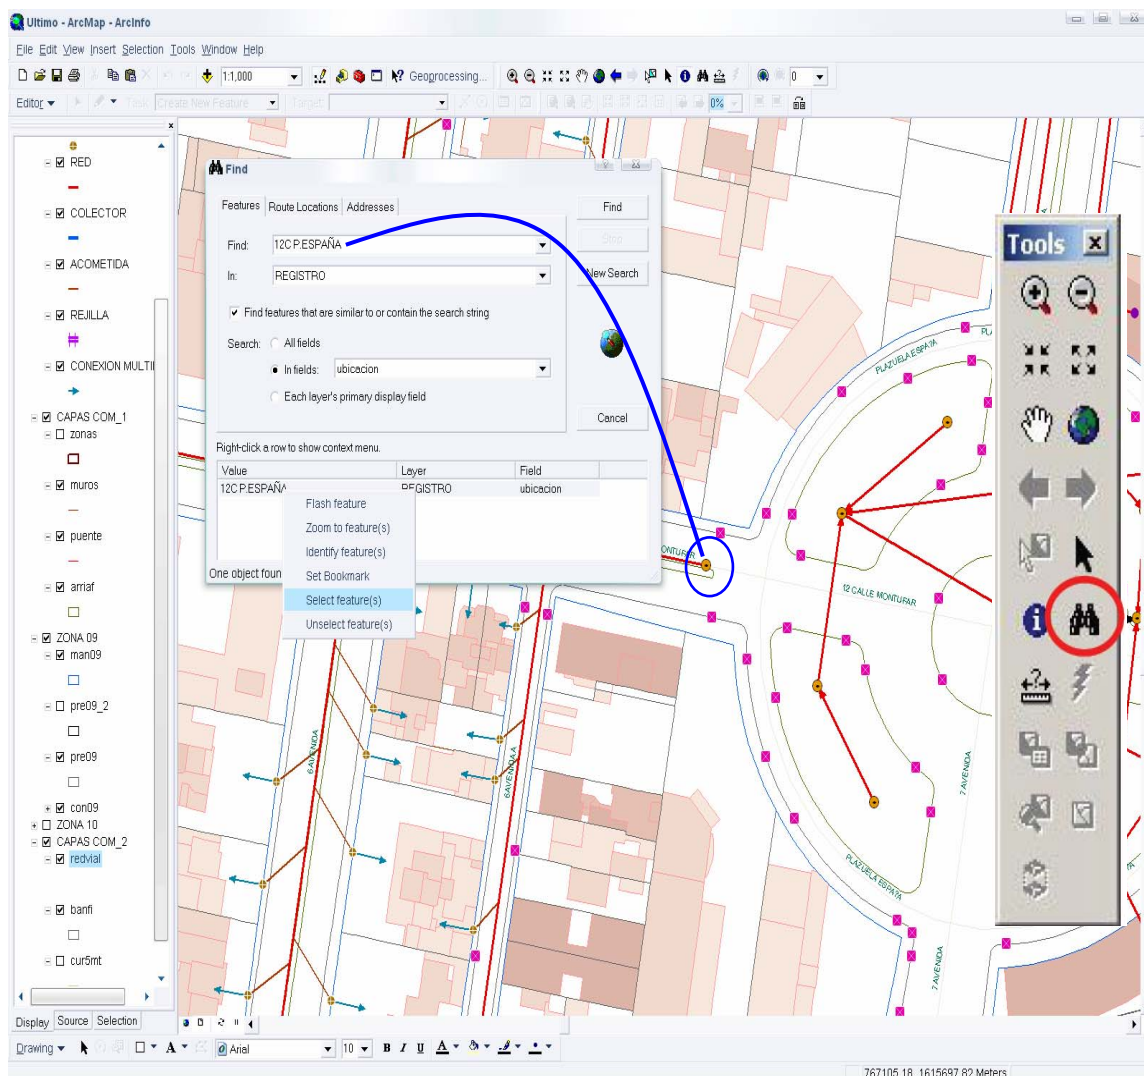 Ultimo - ArcMap - ArcInfo
File Edit View Insert Selection Tools Window Help
1:1,000 Geoprocessing... 0
Editor Task: Create New Feature Target: 0%
RED
COLECTOR
ACOMETIDA
REJILLA
CONEXION MULTI
CAPAS COM_1
zonas
muros
puente
arriaf
ZONA 09
man09
pre09_2
pre09
con09
ZONA 10
CAPAS COM_2
redvial
banfi
cur5mt
Display Source Selection
Find
Features Route Locations Addresses
Find: 12C P.ESPAÑA
In: REGISTRO
Find features that are similar to or contain the search string
Search: All fields
In fields: ubicacion
Each layer's primary display field
Find
Stop
New Search
Cancel
Right-click a row to show context menu.
Value Layer Field
12C P.ESPAÑA REGISTRO ubicacion
One object foun
Flash feature
Zoom to feature(s)
Identify feature(s)
Set Bookmark
Select feature(s)
Unselect feature(s)
MONTUFAR
12 CALLE MONTUFAR
6 AVENIDA
6 AVENIDA A
7 AVENIDA
7 AVENIDA
Tools
Drawing A Arial 10 B I U A
767105.18 1615697.82 Meters